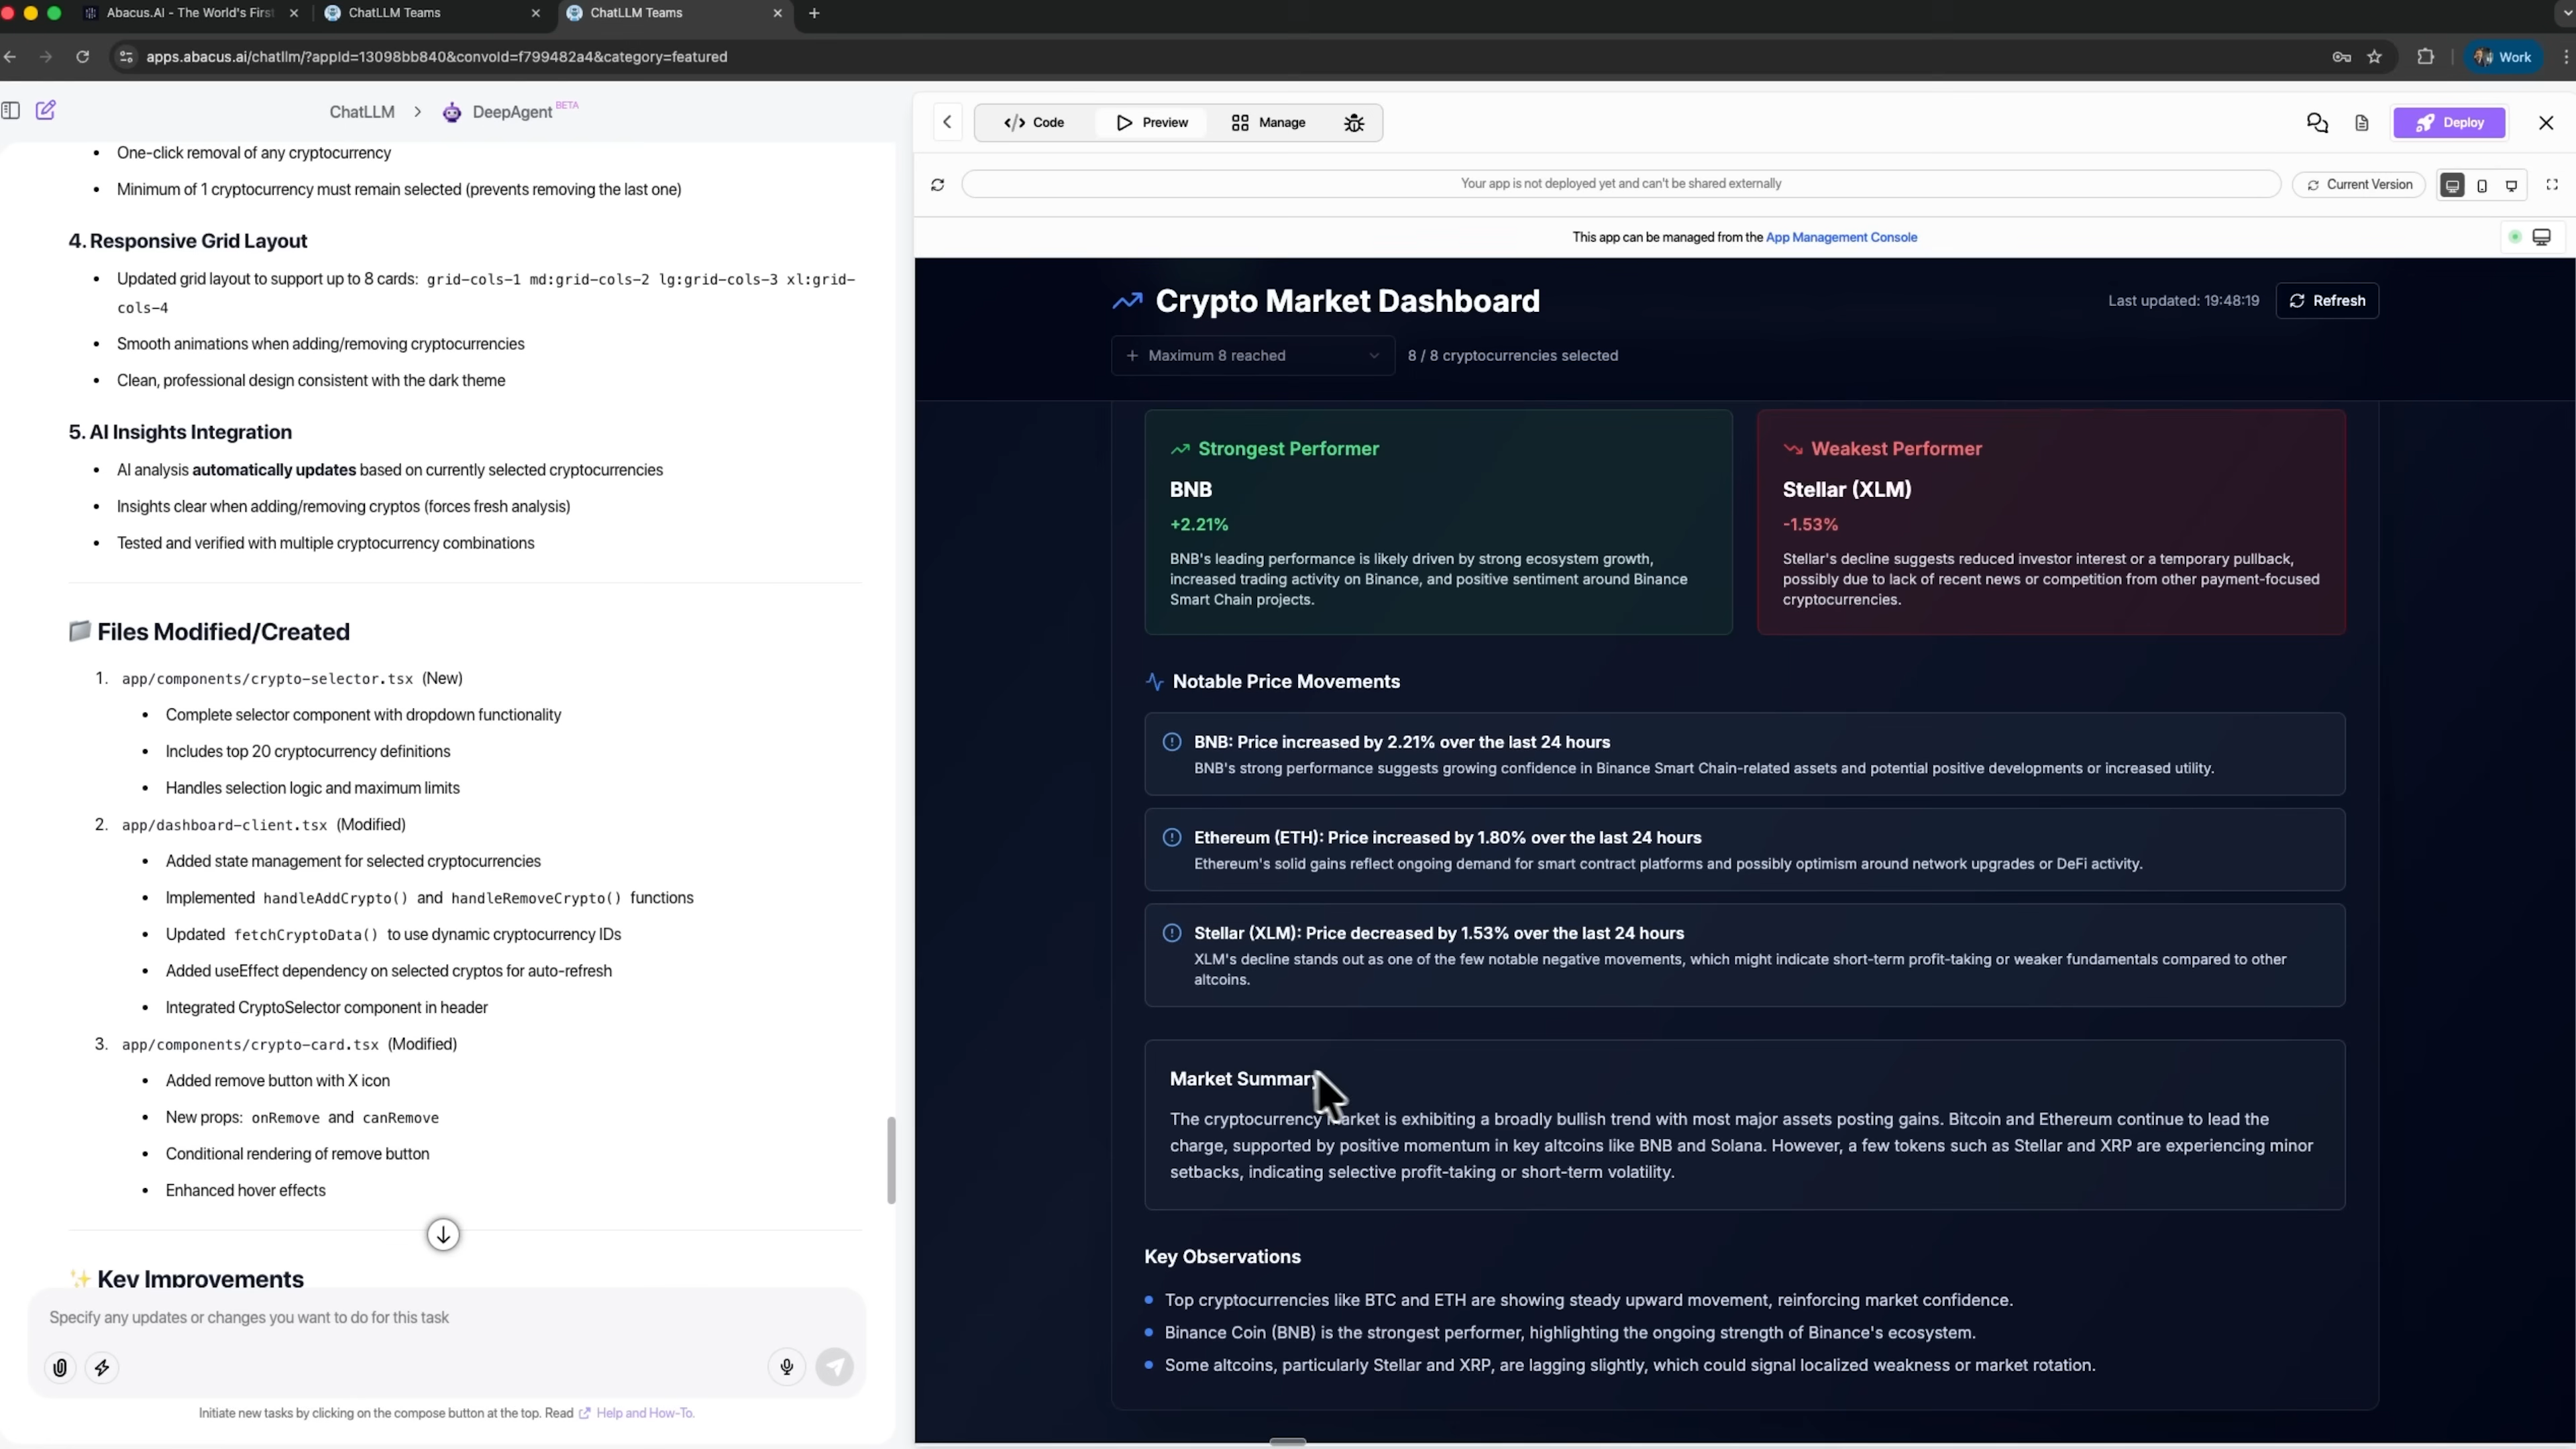 Abacus.AI - The World's First
ChatLLM Teams
ChatLLM Teams
apps.abacus.ai/chatllm/?appId=13098bb840&convoId=f799482a4&category=featured
Work
ChatLLM > DeepAgent BETA
One-click removal of any cryptocurrency
Minimum of 1 cryptocurrency must remain selected (prevents removing the last one)
4. Responsive Grid Layout
Updated grid layout to support up to 8 cards: grid-cols-1 md:grid-cols-2 lg:grid-cols-3 xl:grid-
cols-4
Smooth animations when adding/removing cryptocurrencies
Clean, professional design consistent with the dark theme
5. AI Insights Integration
AI analysis automatically updates based on currently selected cryptocurrencies
Insights clear when adding/removing cryptos (forces fresh analysis)
Tested and verified with multiple cryptocurrency combinations
Files Modified/Created
1. app/components/crypto-selector.tsx (New)
Complete selector component with dropdown functionality
Includes top 20 cryptocurrency definitions
Handles selection logic and maximum limits
2. app/dashboard-client.tsx (Modified)
Added state management for selected cryptocurrencies
Implemented handleAddCrypto() and handleRemoveCrypto() functions
Updated fetchCryptoData() to use dynamic cryptocurrency IDs
Added useEffect dependency on selected cryptos for auto-refresh
Integrated CryptoSelector component in header
3. app/components/crypto-card.tsx (Modified)
Added remove button with X icon
New props: onRemove and canRemove
Conditional rendering of remove button
Enhanced hover effects
Key Improvements
Specify any updates or changes you want to do for this task
Initiate new tasks by clicking on the compose button at the top. Read Help and How-To.
Code
Preview
Manage
Deploy
Your app is not deployed yet and can't be shared externally
Current Version
This app can be managed from the App Management Console
Crypto Market Dashboard
Last updated: 19:48:19
Refresh
Maximum 8 reached
8 / 8 cryptocurrencies selected
Strongest Performer
BNB
+2.21%
BNB's leading performance is likely driven by strong ecosystem growth,
increased trading activity on Binance, and positive sentiment around Binance
Smart Chain projects.
Weakest Performer
Stellar (XLM)
-1.53%
Stellar's decline suggests reduced investor interest or a temporary pullback,
possibly due to lack of recent news or competition from other payment-focused
cryptocurrencies.
Notable Price Movements
BNB: Price increased by 2.21% over the last 24 hours
BNB's strong performance suggests growing confidence in Binance Smart Chain-related assets and potential positive developments or increased utility.
Ethereum (ETH): Price increased by 1.80% over the last 24 hours
Ethereum's solid gains reflect ongoing demand for smart contract platforms and possibly optimism around network upgrades or DeFi activity.
Stellar (XLM): Price decreased by 1.53% over the last 24 hours
XLM's decline stands out as one of the few notable negative movements, which might indicate short-term profit-taking or weaker fundamentals compared to other
altcoins.
Market Summary
The cryptocurrency market is exhibiting a broadly bullish trend with most major assets posting gains. Bitcoin and Ethereum continue to lead the
charge, supported by positive momentum in key altcoins like BNB and Solana. However, a few tokens such as Stellar and XRP are experiencing minor
setbacks, indicating selective profit-taking or short-term volatility.
Key Observations
Top cryptocurrencies like BTC and ETH are showing steady upward movement, reinforcing market confidence.
Binance Coin (BNB) is the strongest performer, highlighting the ongoing strength of Binance's ecosystem.
Some altcoins, particularly Stellar and XRP, are lagging slightly, which could signal localized weakness or market rotation.